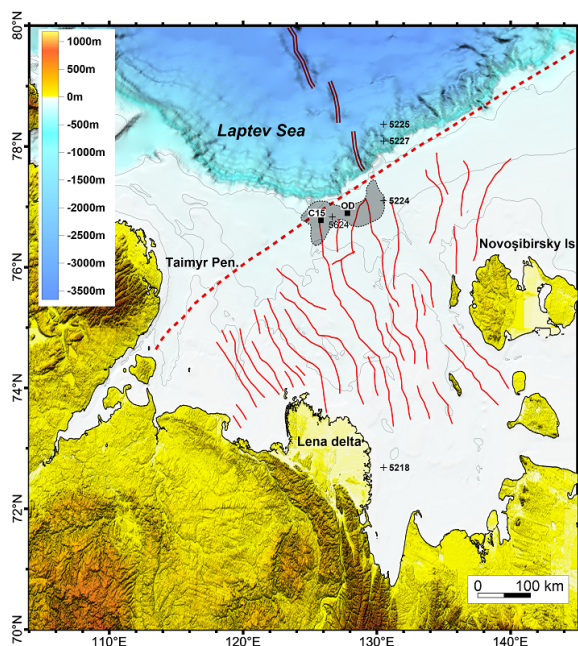 80°N
1000m
500m
0m
-500m
-1000m
-1500m
-2000m
-2500m
-3000m
-3500m
Laptev Sea
5225
5227
78°N
C15
OD
5224
5624
Novosibirsky Is
Taimyr Pen.
76°N
74°N
Lena delta
5218
72°N
0 100 km
70°N
110°E 120°E 130°E 140°E